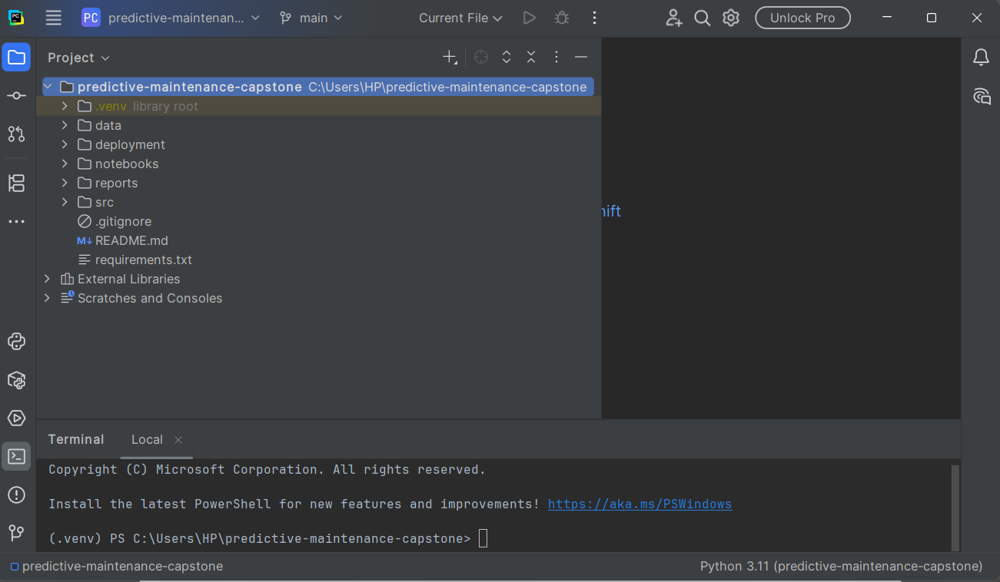 PC predictive-maintenan... main Current File Unlock Pro
Project
predictive-maintenance-capstone C:\Users\HP\predictive-maintenance-capstone
.venv library root
data
deployment
notebooks
reports
src
.gitignore
M↓ README.md
requirements.txt
External Libraries
Scratches and Consoles
Terminal Local
Copyright (C) Microsoft Corporation. All rights reserved.
Install the latest PowerShell for new features and improvements! https://aka.ms/PSWindows
(.venv) PS C:\Users\HP\predictive-maintenance-capstone>
predictive-maintenance-capstone Python 3.11 (predictive-maintenance-capstone)